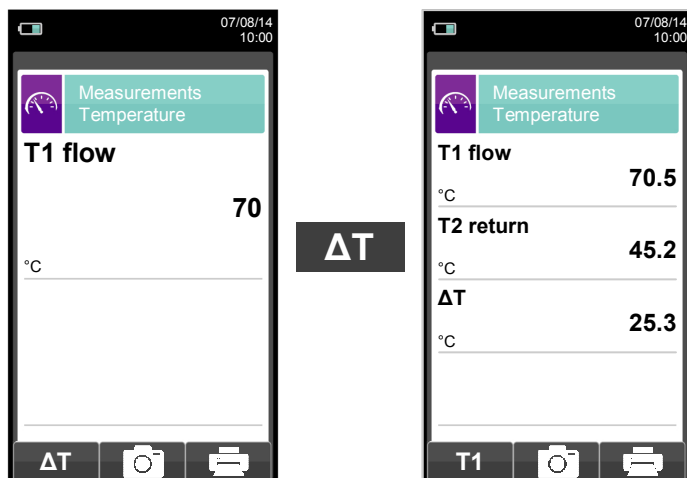 07/08/14
10:00
Measurements
Temperature
T1 flow
70
°C
ΔT
ΔT
07/08/14
10:00
Measurements
Temperature
T1 flow
70.5
°C
T2 return
45.2
°C
ΔT
25.3
°C
T1